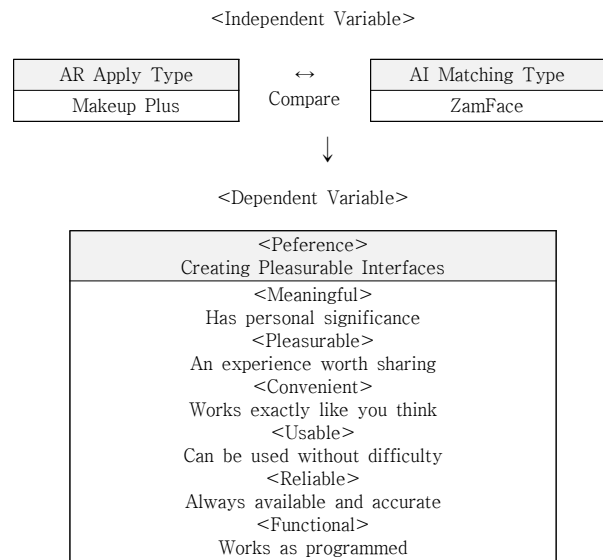 <Independent Variable>
AR Apply Type
Makeup Plus
↔
Compare
AI Matching Type
ZamFace
↓
<Dependent Variable>
<Peference>
Creating Pleasurable Interfaces
<Meaningful>
Has personal significance
<Pleasurable>
An experience worth sharing
<Convenient>
Works exactly like you think
<Usable>
Can be used without difficulty
<Reliable>
Always available and accurate
<Functional>
Works as programmed